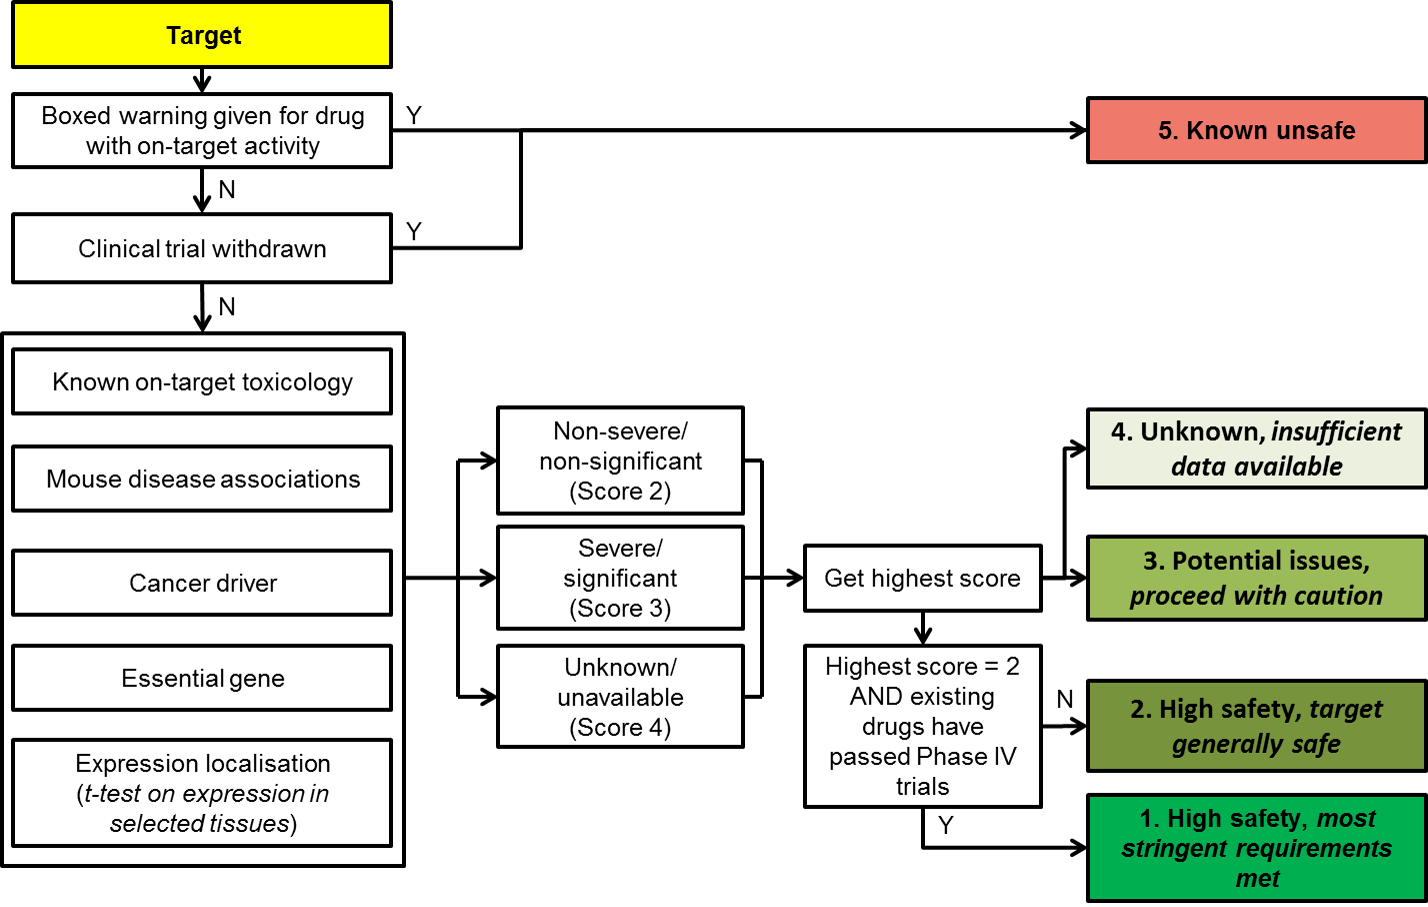 Target
Boxed warning given for drug
with on-target activity
Y
5. Known unsafe
N
Clinical trial withdrawn
Y
N
Known on-target toxicology
Mouse disease associations
Cancer driver
Essential gene
Expression localisation
(t-test on expression in
selected tissues)
Non-severe/
non-significant
(Score 2)
Severe/
significant
(Score 3)
Unknown/
unavailable
(Score 4)
Get highest score
Highest score = 2
AND existing
drugs have
passed Phase IV
trials
N
Y
4. Unknown, insufficient
data available
3. Potential issues,
proceed with caution
2. High safety, target
generally safe
1. High safety, most
stringent requirements
met